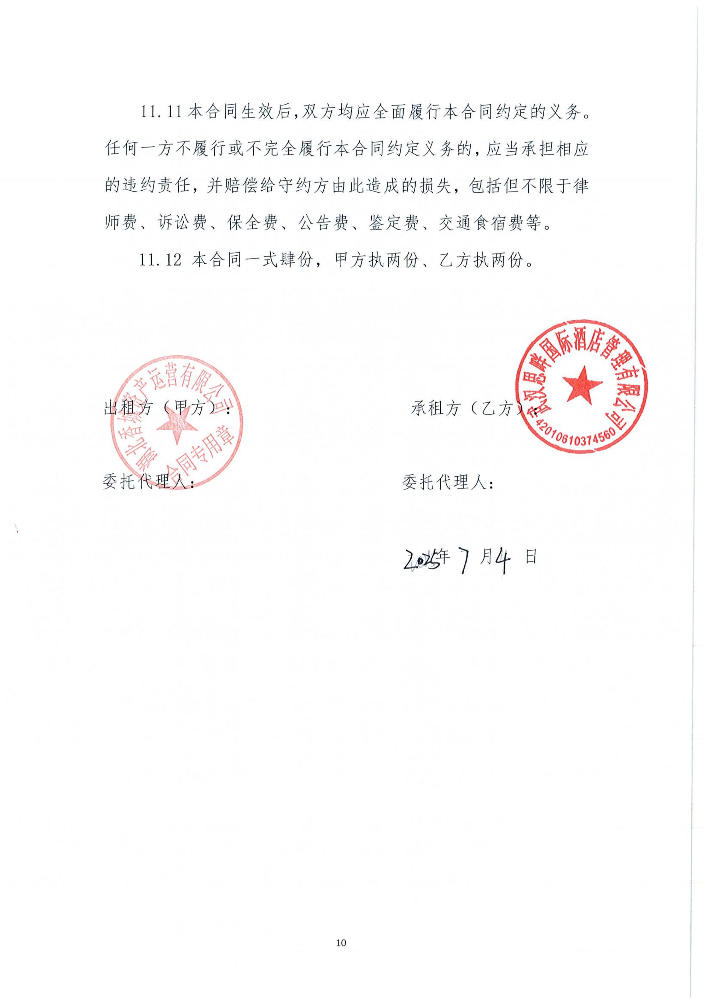 11.11本合同生效后,双方均应全面履行本合同约定的义务。
任何一方不履行或不完全履行本合同约定义务的，应当承担相应
的违约责任，并赔偿给守约方由此造成的损失，包括但不限于律
师费、诉讼费、保全费、公告费、鉴定费、交通食宿费等。
11.12 本合同一式肆份，甲方执两份、乙方执两份。
出租方（甲方）：
湖北香城资产运营有限公司
合同专用章
承租方（乙方）：
武汉思畔国际酒店管理有限公司
42010610374560
委托代理人：
委托代理人：
2025年 7 月 4 日
10